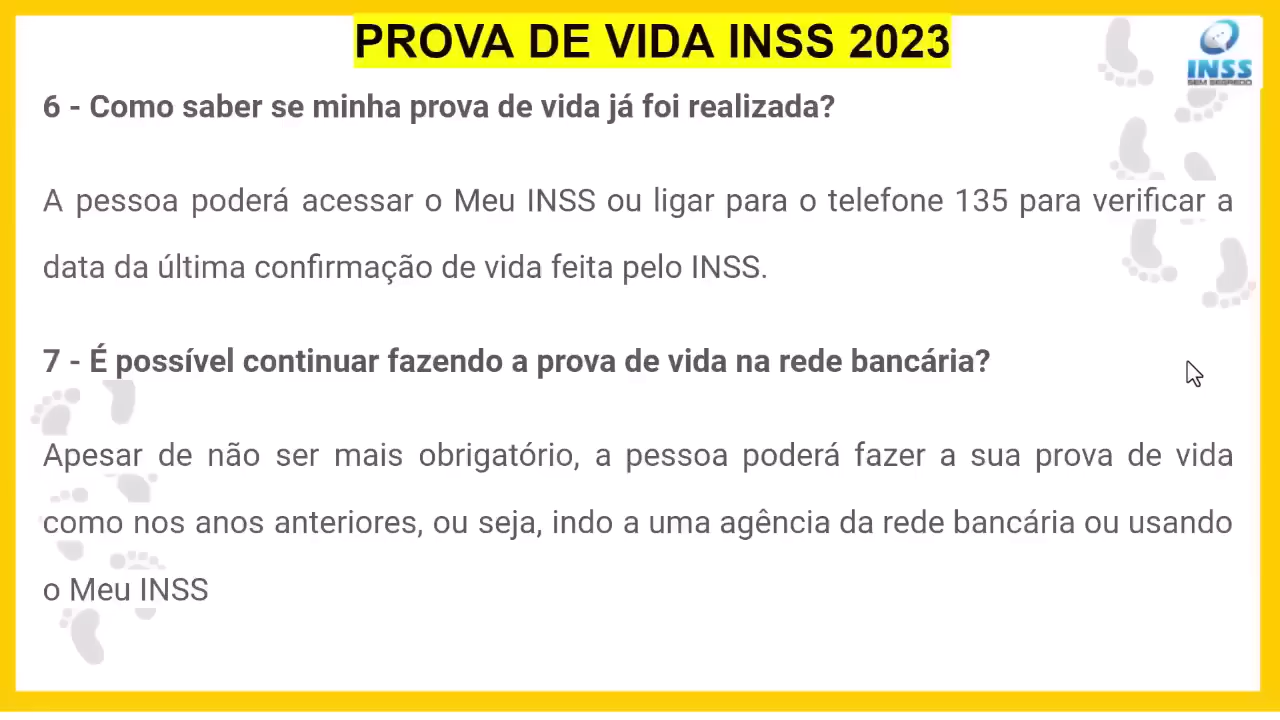 PROVA DE VIDA INSS 2023
INSS
SEM SEGREDO
6 - Como saber se minha prova de vida já foi realizada?
A pessoa poderá acessar o Meu INSS ou ligar para o telefone 135 para verificar a
data da última confirmação de vida feita pelo INSS.
7 - É possível continuar fazendo a prova de vida na rede bancária?
Apesar de não ser mais obrigatório, a pessoa poderá fazer a sua prova de vida
como nos anos anteriores, ou seja, indo a uma agência da rede bancária ou usando
o Meu INSS